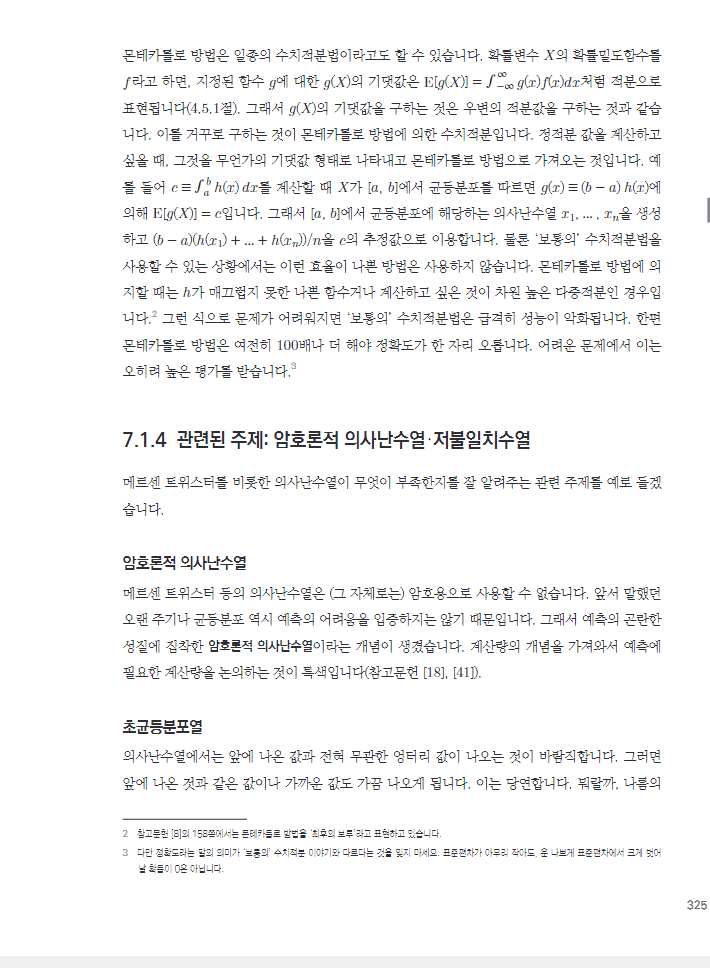 몬테카를로 방법은 일종의 수치적분법이라고도 할 수 있습니다. 확률변수 X의 확률밀도함수를
f라고 하면, 지정된 함수 g에 대한 g(X)의 기댓값은 E[g(X)] = ∫_{-∞}^{∞} g(x)f(x)dx처럼 적분으로
표현됩니다(4.5.1절). 그래서 g(X)의 기댓값을 구하는 것은 우변의 적분값을 구하는 것과 같습
니다. 이를 거꾸로 구하는 것이 몬테카를로 방법에 의한 수치적분입니다. 정적분 값을 계산하고
싶을 때, 그것을 무언가의 기댓값 형태로 나타내고 몬테카를로 방법으로 가져오는 것입니다. 예
를 들어 c ≡ ∫_a^b h(x) dx를 계산할 때 X가 [a, b]에서 균등분포를 따르면 g(x) ≡ (b − a) h(x)에
의해 E[g(X)] = c입니다. 그래서 [a, b]에서 균등분포에 해당하는 의사난수열 x₁, ... , xₙ을 생성
하고 (b − a)(h(x₁) + ... + h(xₙ))/n을 c의 추정값으로 이용합니다. 물론 '보통의' 수치적분법을
사용할 수 있는 상황에서는 이런 효율이 나쁜 방법은 사용하지 않습니다. 몬테카를로 방법에 의
지할 때는 h가 매끄럽지 못한 나쁜 함수거나 계산하고 싶은 것이 차원 높은 다중적분인 경우입
니다.² 그런 식으로 문제가 어려워지면 '보통의' 수치적분법은 급격히 성능이 악화됩니다. 한편
몬테카를로 방법은 여전히 100배나 더 해야 정확도가 한 자리 오릅니다. 어려운 문제에서 이는
오히려 높은 평가를 받습니다.³
7.1.4 관련된 주제: 암호론적 의사난수열·저불일치수열
메르센 트위스터를 비롯한 의사난수열이 무엇이 부족한지를 잘 알려주는 관련 주제를 예로 들겠
습니다.
암호론적 의사난수열
메르센 트위스터 등의 의사난수열은 (그 자체로는) 암호용으로 사용할 수 없습니다. 앞서 말했던
오랜 주기나 균등분포 역시 예측의 어려움을 입증하지는 않기 때문입니다. 그래서 예측의 곤란한
성질에 집착한 암호론적 의사난수열이라는 개념이 생겼습니다. 계산량의 개념을 가져와서 예측에
필요한 계산량을 논의하는 것이 특색입니다(참고문헌 [18], [41]).
초균등분포열
의사난수열에서는 앞에 나온 값과 전혀 무관한 엉터리 값이 나오는 것이 바람직합니다. 그러면
앞에 나온 것과 같은 값이나 가까운 값도 가끔 나오게 됩니다. 이는 당연합니다. 뭐랄까, 나름의
2 참고문헌 [8]의 158쪽에서는 몬테카를로 방법을 '최후의 보루'라고 표현하고 있습니다.
3 다만 정확도라는 말의 의미가 '보통의' 수치적분 이야기와 다르다는 것을 잊지 마세요. 표준편차가 아무리 작아도, 운 나쁘게 표준편차에서 크게 벗어
날 확률이 0은 아닙니다.
325